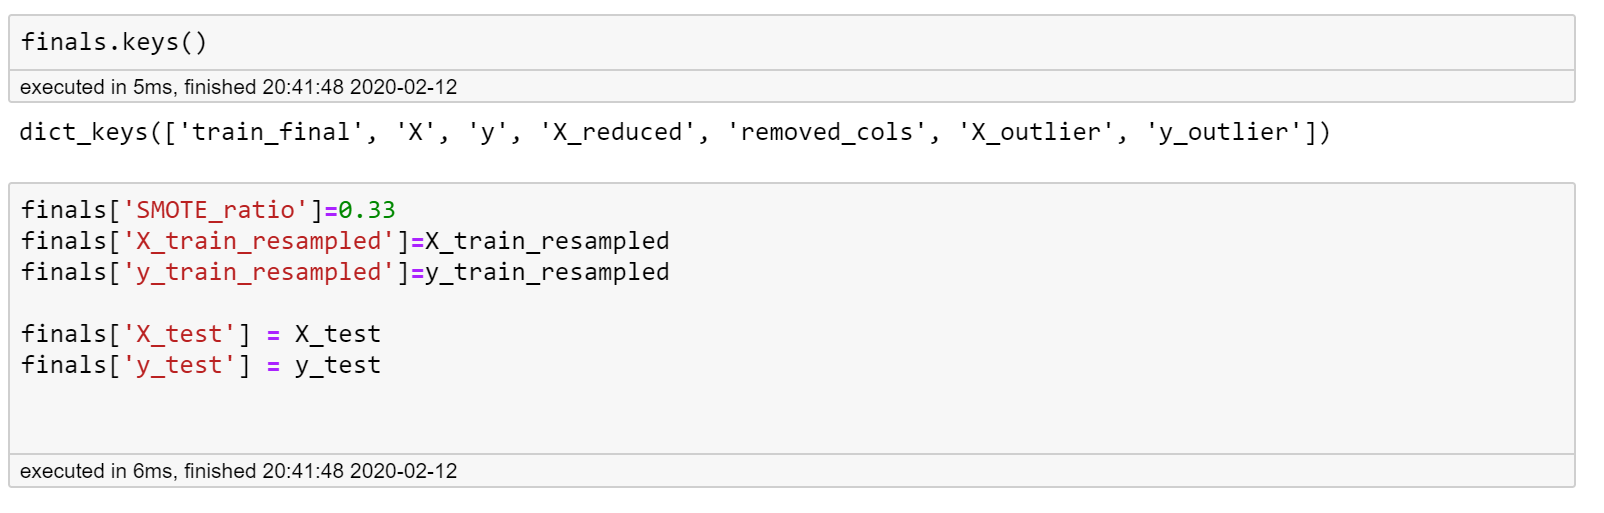 finals.keys()
executed in 5ms, finished 20:41:48 2020-02-12
dict_keys(['train_final', 'X', 'y', 'X_reduced', 'removed_cols', 'X_outlier', 'y_outlier'])
finals['SMOTE_ratio']=0.33
finals['X_train_resampled']=X_train_resampled
finals['y_train_resampled']=y_train_resampled
finals['X_test'] = X_test
finals['y_test'] = y_test
executed in 6ms, finished 20:41:48 2020-02-12